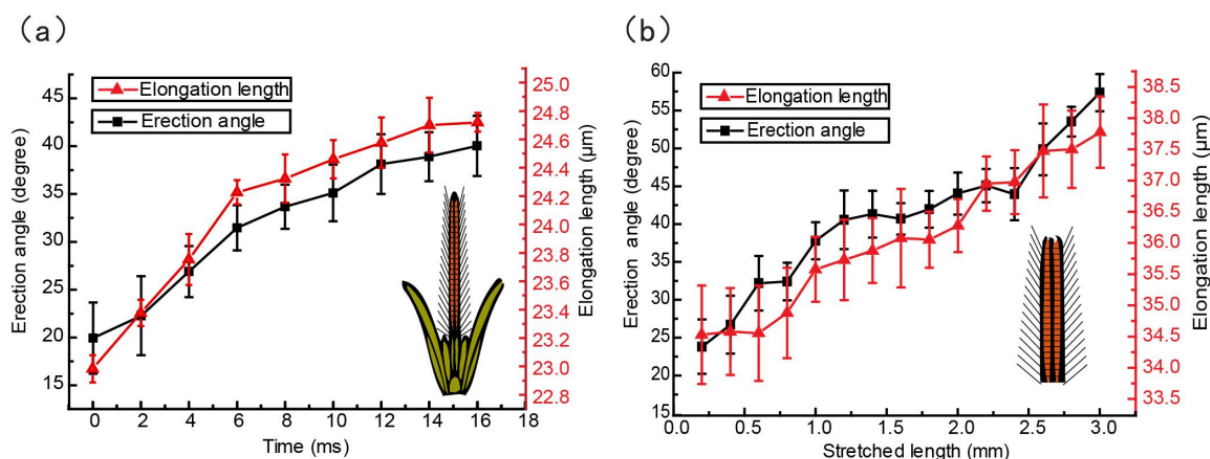 (a)
Erection angle (degree)
45
40
35
30
25
20
15
Elongation length
Erection angle
25.0
24.8
24.6
24.4
24.2
24.0
23.8
23.6
23.4
23.2
23.0
22.8
Elongation length (μm)
0 2 4 6 8 10 12 14 16 18
Time (ms)
(b)
Erection angle (degree)
60
55
50
45
40
35
30
25
20
15
Elongation length
Erection angle
38.5
38.0
37.5
37.0
36.5
36.0
35.5
35.0
34.5
34.0
33.5
Elongation length (μm)
0.0 0.5 1.0 1.5 2.0 2.5 3.0
Stretched length (mm)